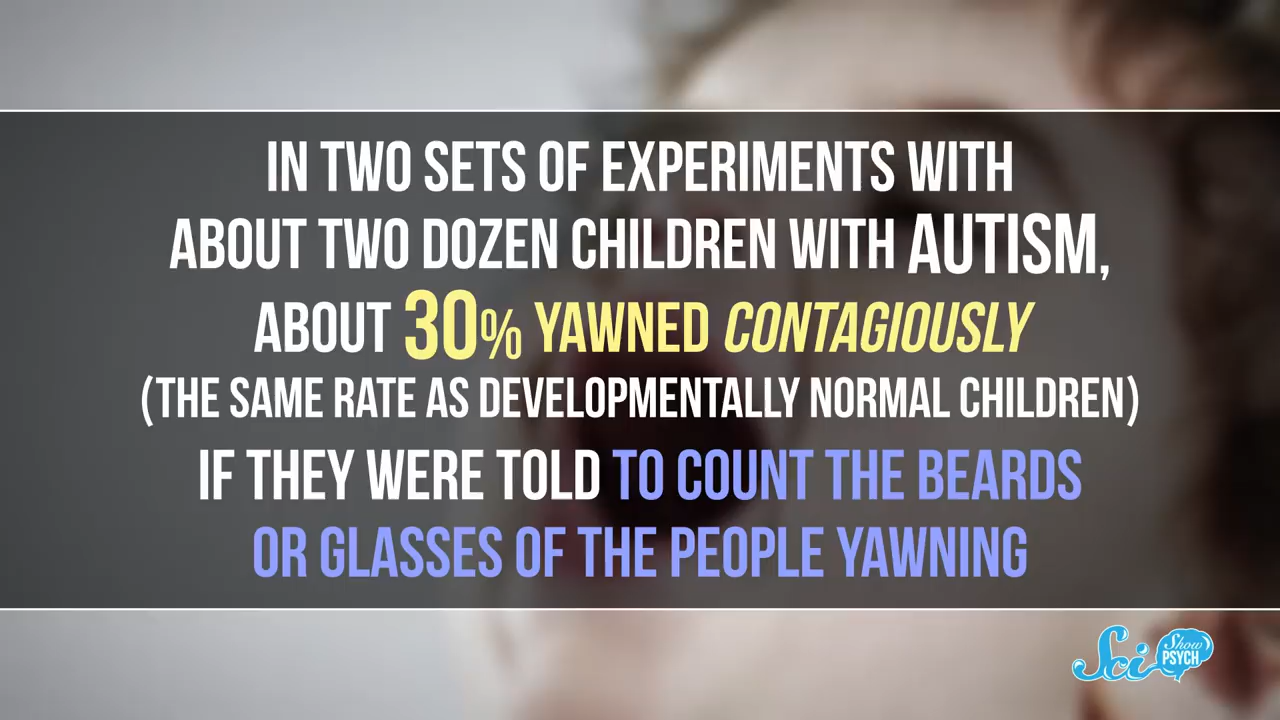 IN TWO SETS OF EXPERIMENTS WITH
ABOUT TWO DOZEN CHILDREN WITH AUTISM,
ABOUT 30% YAWNED CONTAGIOUSLY
(THE SAME RATE AS DEVELOPMENTALLY NORMAL CHILDREN)
IF THEY WERE TOLD TO COUNT THE BEARDS
OR GLASSES OF THE PEOPLE YAWNING
Sci Show
PSYCH